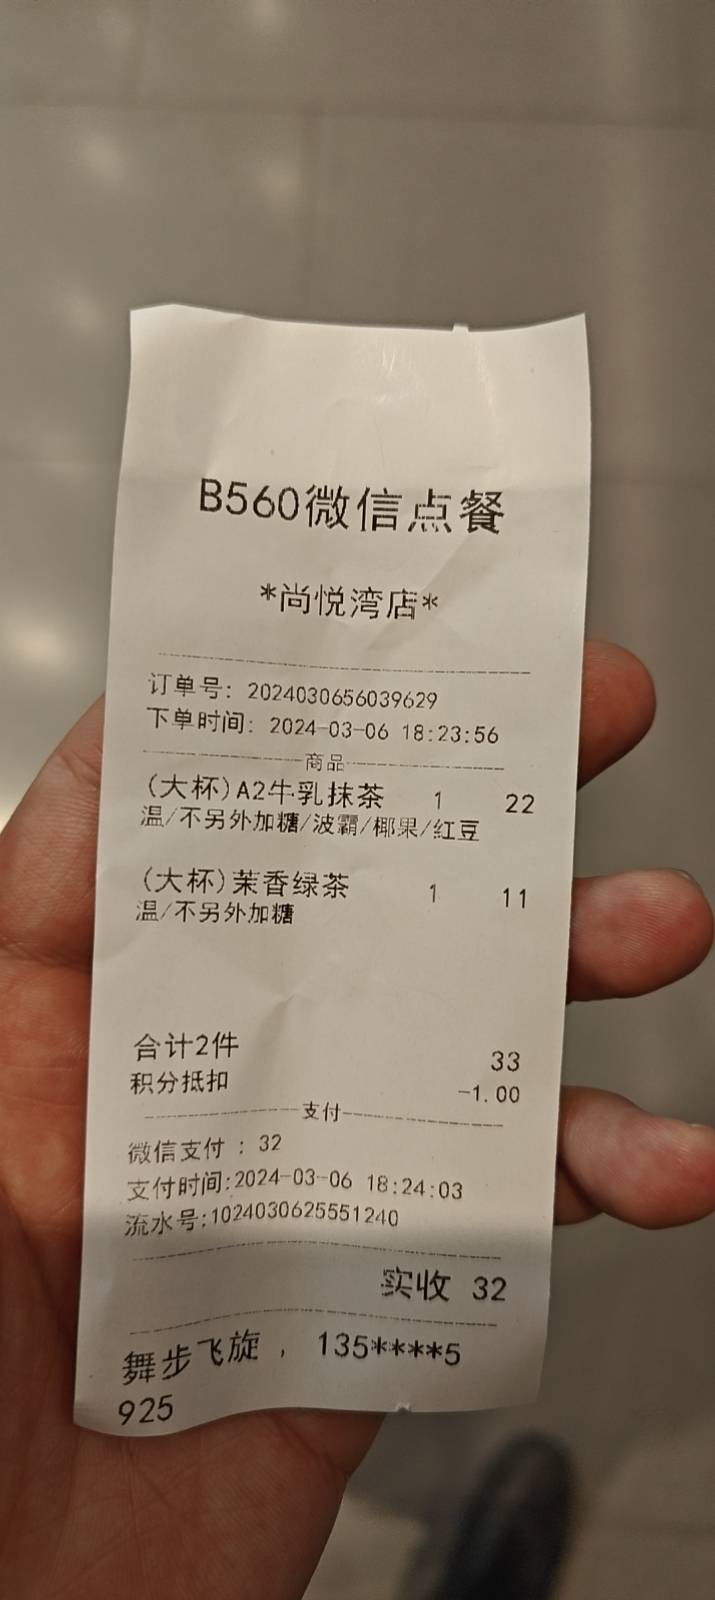 B560微信点餐
*尚悦湾店*
订单号: 2024030656039629
下单时间: 2024-03-06 18:23:56
商品
(大杯)A2牛乳抹茶 1 22
温/不另外加糖/波霸/椰果/红豆
(大杯)茉香绿茶 1 11
温/不另外加糖
合计2件 33
积分抵扣 -1.00
支付
微信支付 : 32
支付时间:2024-03-06 18:24:03
流水号:1024030625551240
实收 32
舞步飞旋 , 135****5
925